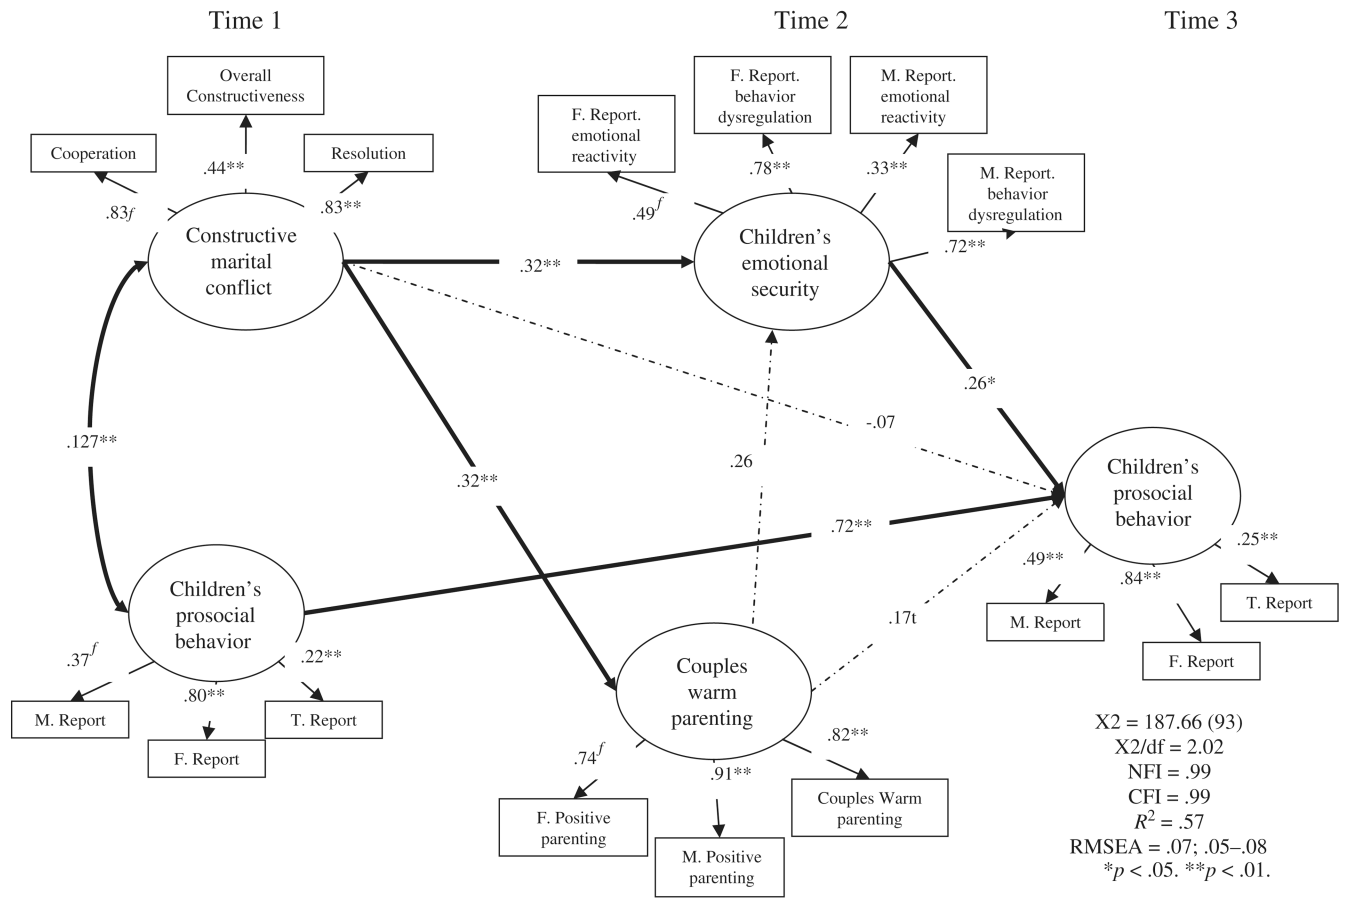 Time 1
Time 2
Time 3
Overall
Constructiveness
Cooperation
Resolution
.44**
.83f
.83**
Constructive
marital
conflict
F. Report.
emotional
reactivity
F. Report.
behavior
dysregulation
M. Report.
emotional
reactivity
M. Report.
behavior
dysregulation
.49f
.78**
.33**
.72**
Children's
emotional
security
.32**
.26*
-.07
.127**
.32**
.26
.72**
.17t
Children's
prosocial
behavior
.37f
.80**
.22**
M. Report
F. Report
T. Report
Couples
warm
parenting
.74f
.91**
.82**
F. Positive
parenting
M. Positive
parenting
Couples Warm
parenting
Children's
prosocial
behavior
.49**
.84**
.25**
M. Report
F. Report
T. Report
X2 = 187.66 (93)
X2/df = 2.02
NFI = .99
CFI = .99
R2 = .57
RMSEA = .07; .05–.08
*p < .05. **p < .01.